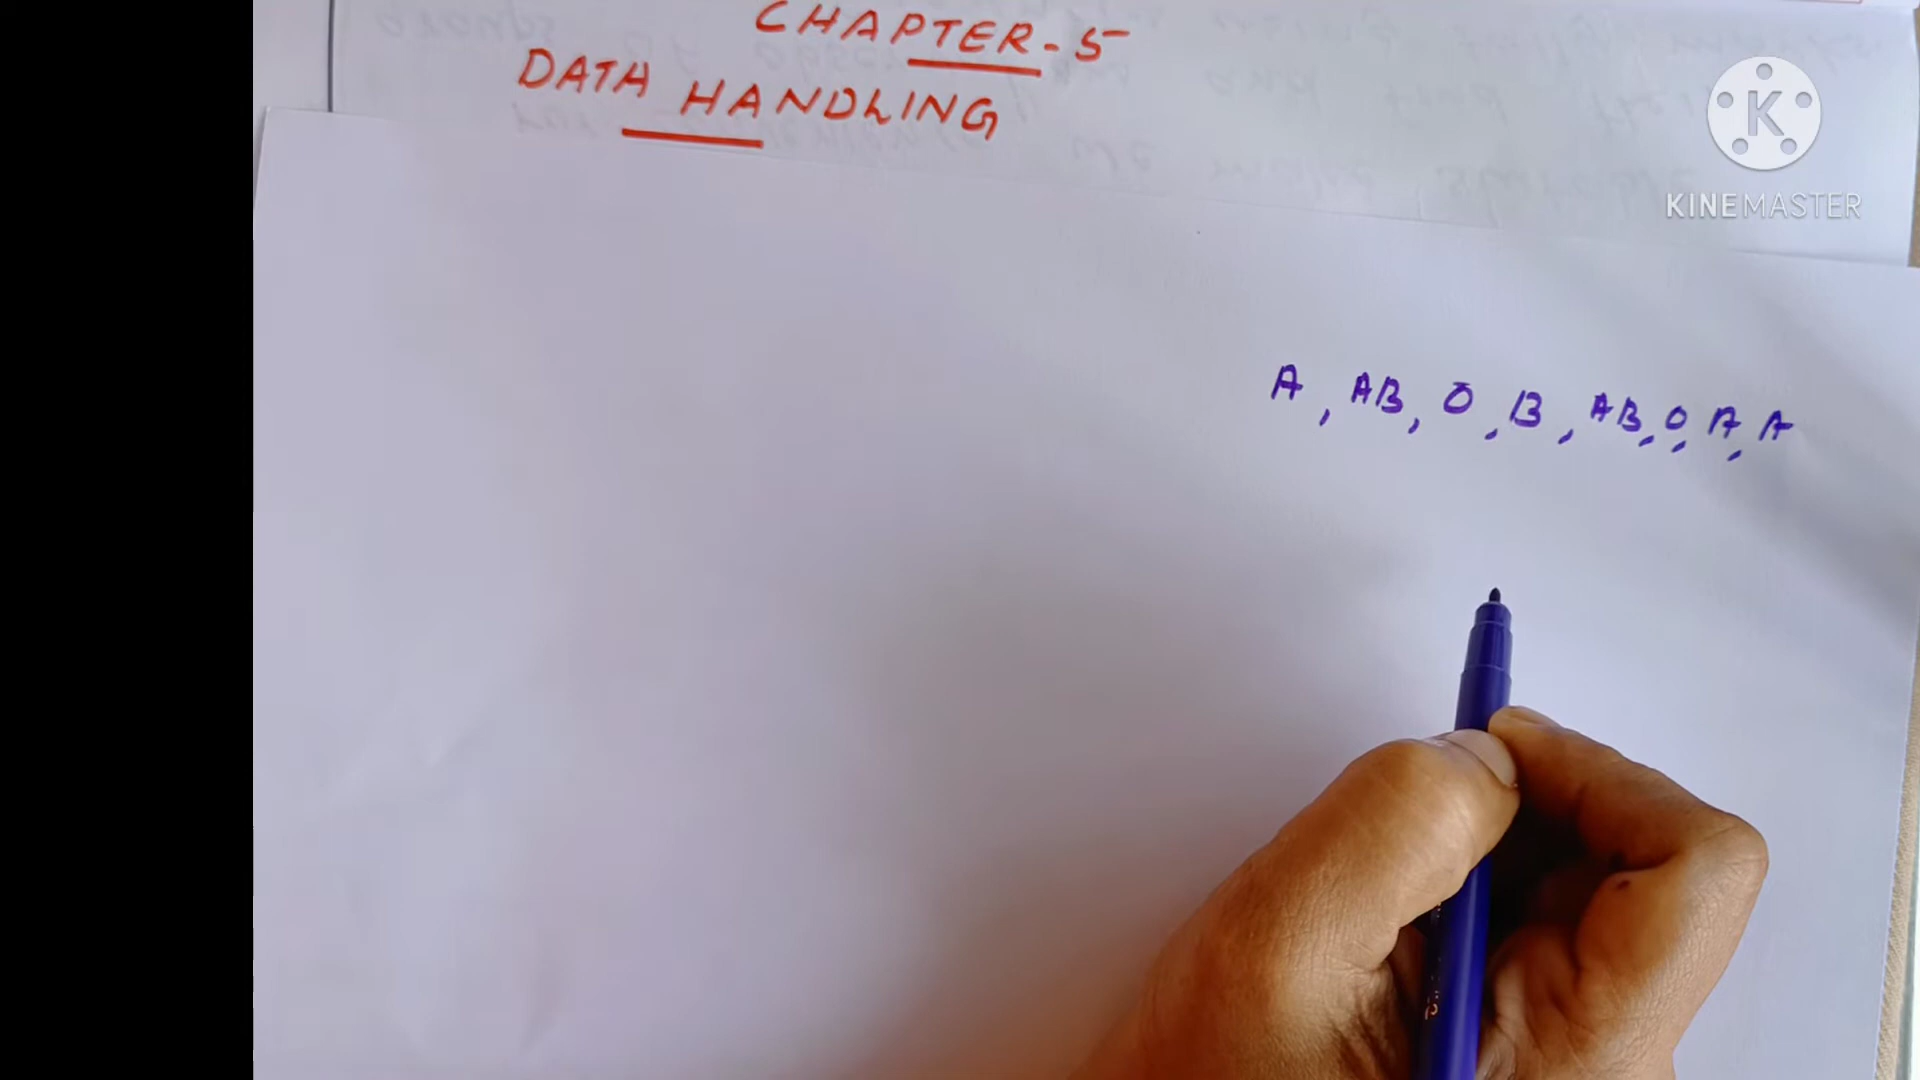 CHAPTER-5
DATA HANDLING
K
KINEMASTER
A, AB, O, B, AB, O, A, A